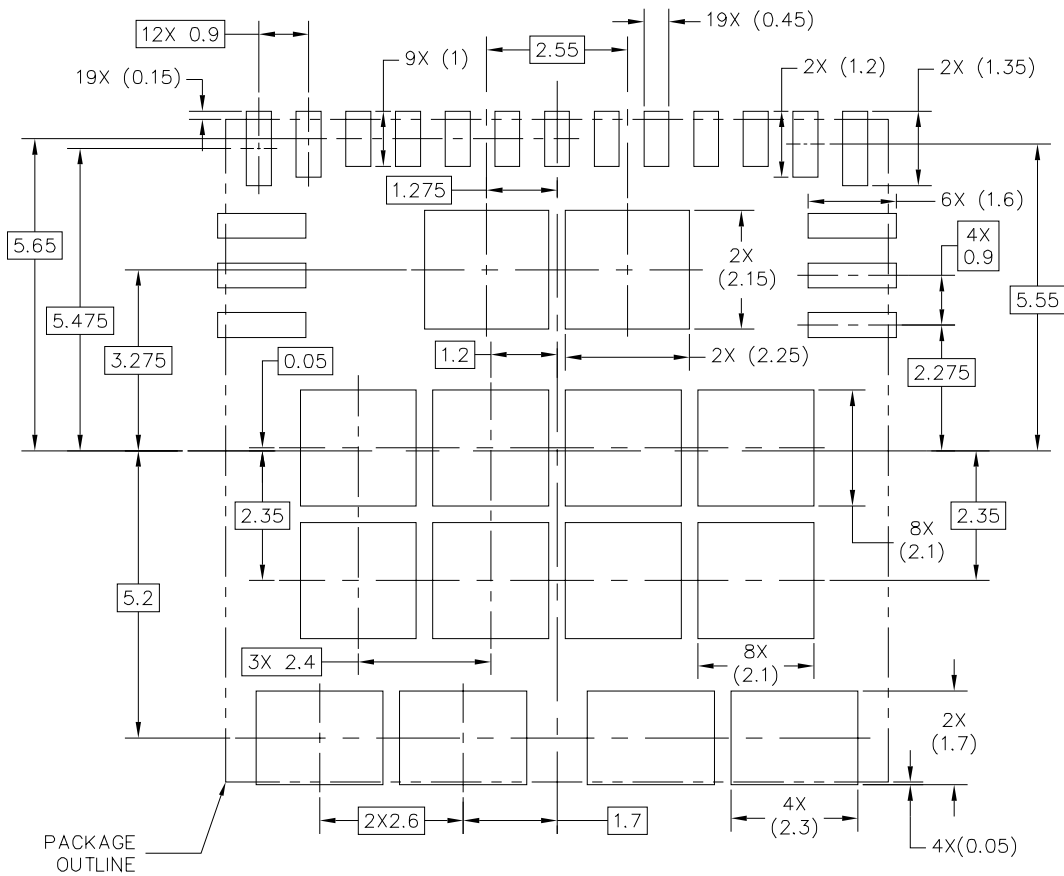 12X 0.9
19X (0.15)
9X (1)
2.55
19X (0.45)
2X (1.2)
2X (1.35)
1.275
6X (1.6)
5.65
2X
(2.15)
4X
0.9
5.55
5.475
3.275
0.05
1.2
2X (2.25)
2.275
2.35
8X
(2.1)
2.35
5.2
3X 2.4
8X
(2.1)
2X
(1.7)
2X2.6
1.7
4X
(2.3)
4X(0.05)
PACKAGE
OUTLINE